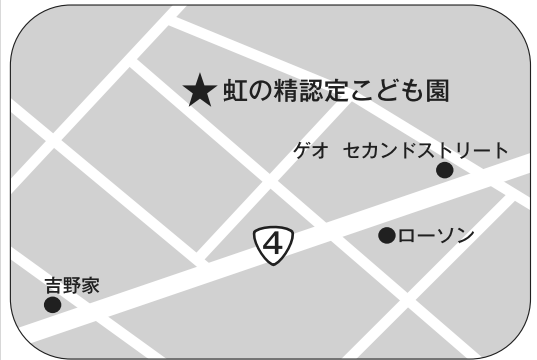 ★虹の精認定こども園
ゲオ セカンドストリート
4
ローソン
吉野家